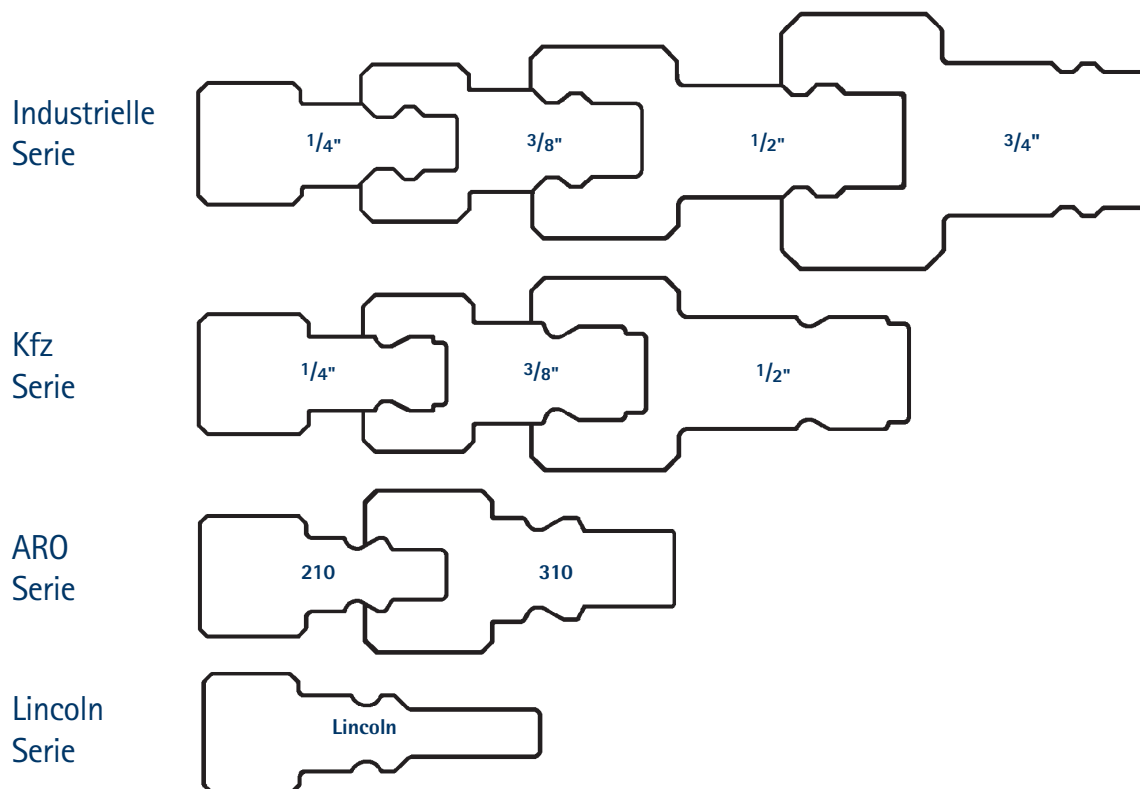 Industrielle
Serie
1/4"
3/8"
1/2"
3/4"
Kfz
Serie
1/4"
3/8"
1/2"
ARO
Serie
210
310
Lincoln
Serie
Lincoln